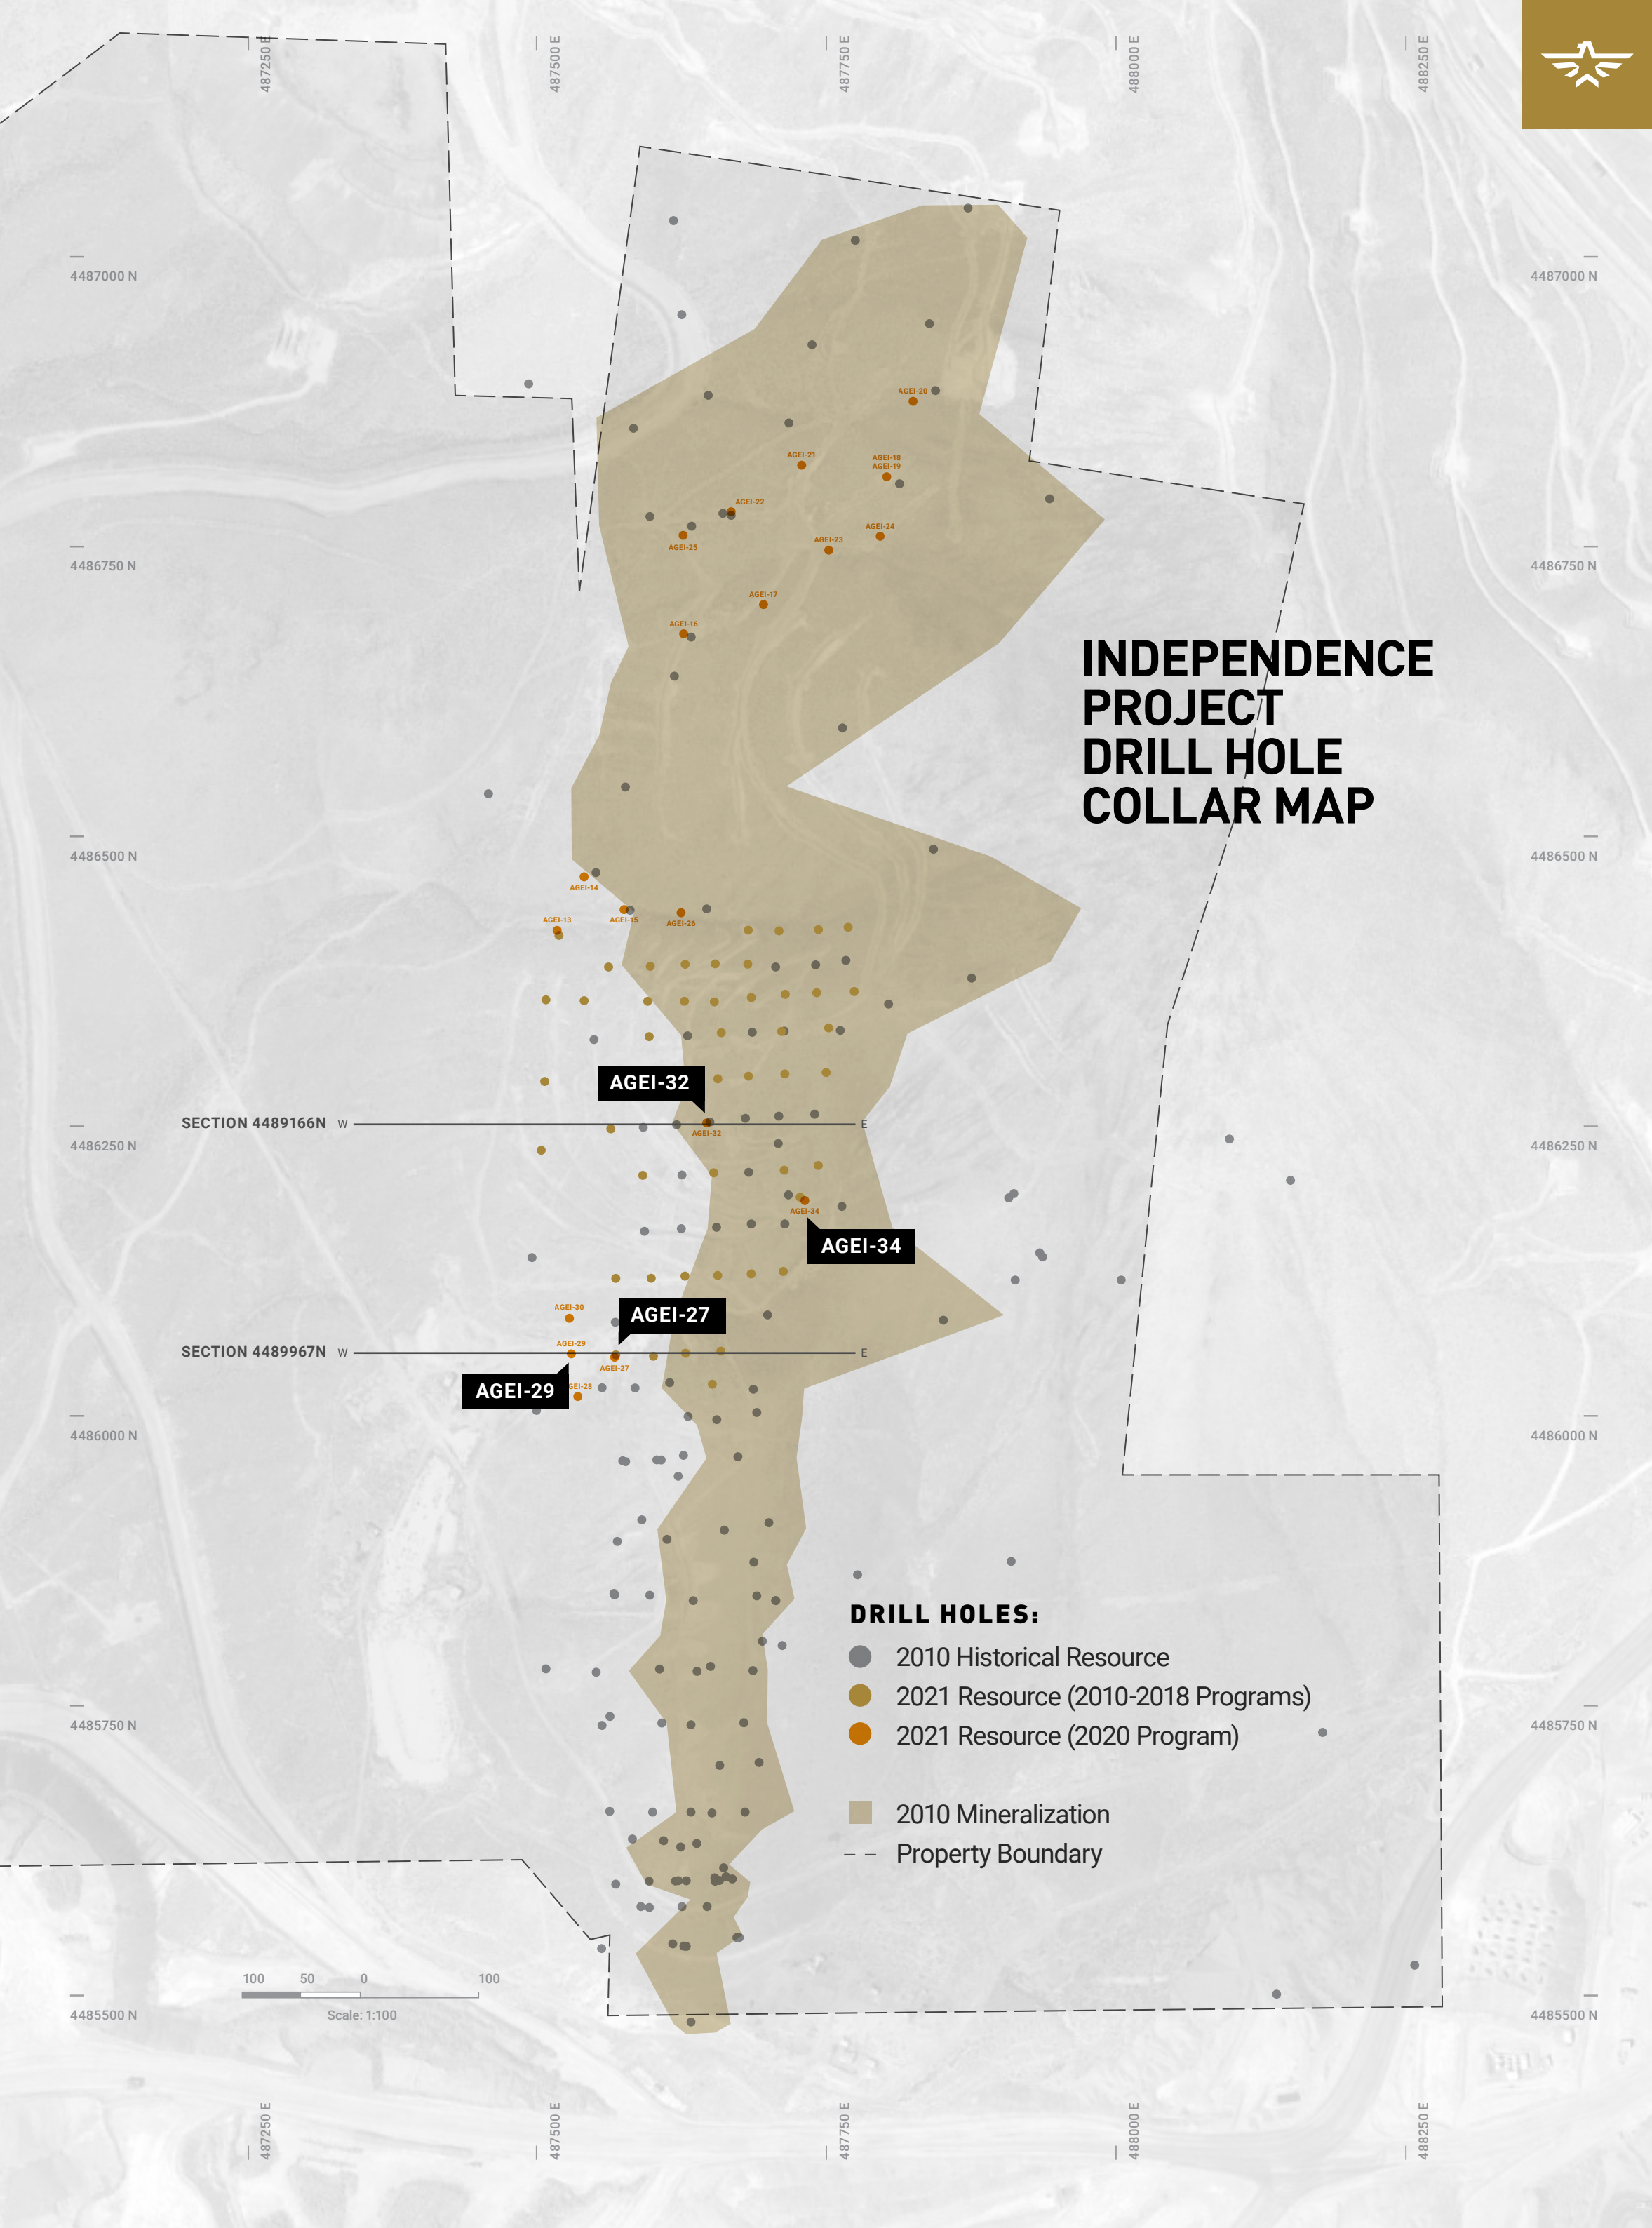 487250 E
487500 E
487750 E
488000 E
488250 E
4487000 N
4487000 N
AGEI-20
AGEI-21
AGEI-18
AGEI-19
AGEI-22
AGEI-24
AGEI-23
AGEI-25
4486750 N
4486750 N
AGEI-17
AGEI-16
INDEPENDENCE
PROJECT
DRILL HOLE
COLLAR MAP
4486500 N
4486500 N
AGEI-14
AGEI-13
AGEI-15
AGEI-26
AGEI-32
SECTION 4489166N W
E
AGEI-32
4486250 N
4486250 N
AGEI-34
AGEI-34
AGEI-30
AGEI-27
AGEI-29
SECTION 4489967N W
E
AGEI-27
AGEI-29
GEI-28
4486000 N
4486000 N
DRILL HOLES:
2010 Historical Resource
2021 Resource (2010-2018 Programs)
2021 Resource (2020 Program)
4485750 N
4485750 N
2010 Mineralization
Property Boundary
100 50 0 100
Scale: 1:100
4485500 N
4485500 N
487250 E
487500 E
487750 E
488000 E
488250 E